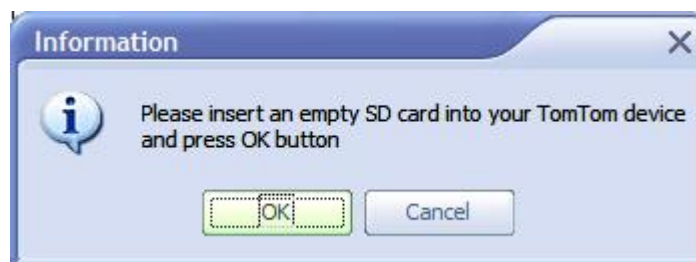 Information
Please insert an empty SD card into your TomTom device
and press OK button
OK
Cancel